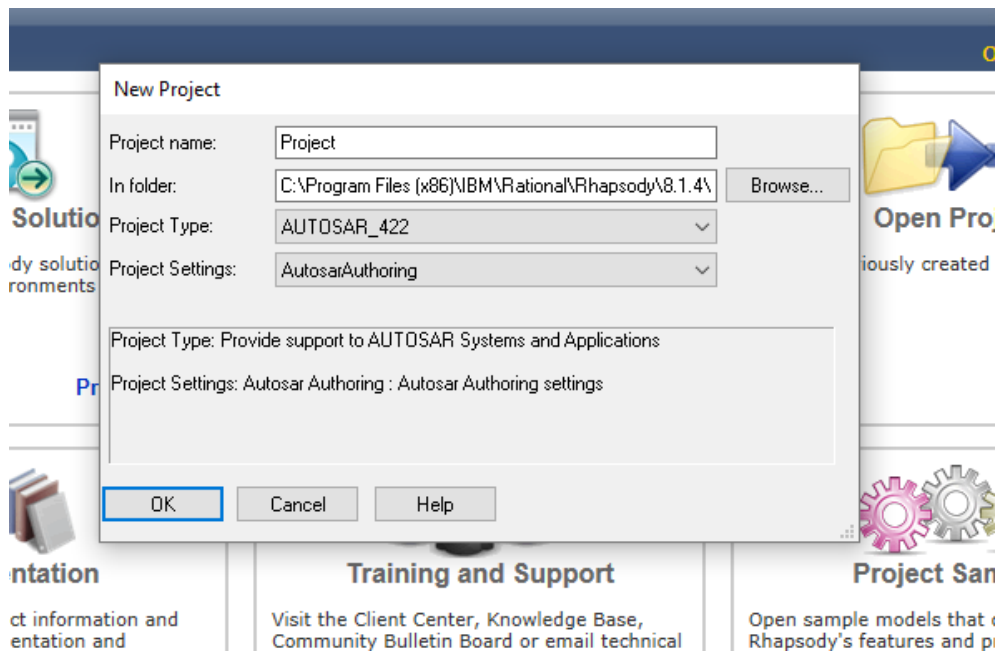 New Project
Project name:
Project
In folder:
C:\Program Files (x86)\IBM\Rational\Rhapsody\8.1.4\
Browse...
Project Type:
AUTOSAR_422
Project Settings:
AutosarAuthoring
Project Type: Provide support to AUTOSAR Systems and Applications
Project Settings: Autosar Authoring : Autosar Authoring settings
OK
Cancel
Help
Solutio
dy solutio
ronments
Pr
Open Pro
iously created
ntation
ct information and
entation and
Training and Support
Visit the Client Center, Knowledge Base,
Community Bulletin Board or email technical
Project San
Open sample models that
Rhapsody's features and p